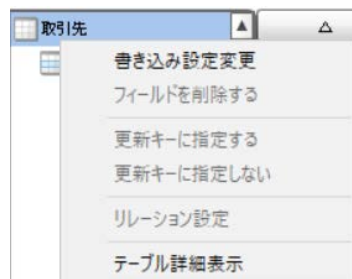 取引先
書き込み設定変更
フィールドを削除する
更新キーに指定する
更新キーに指定しない
リレーション設定
テーブル詳細表示